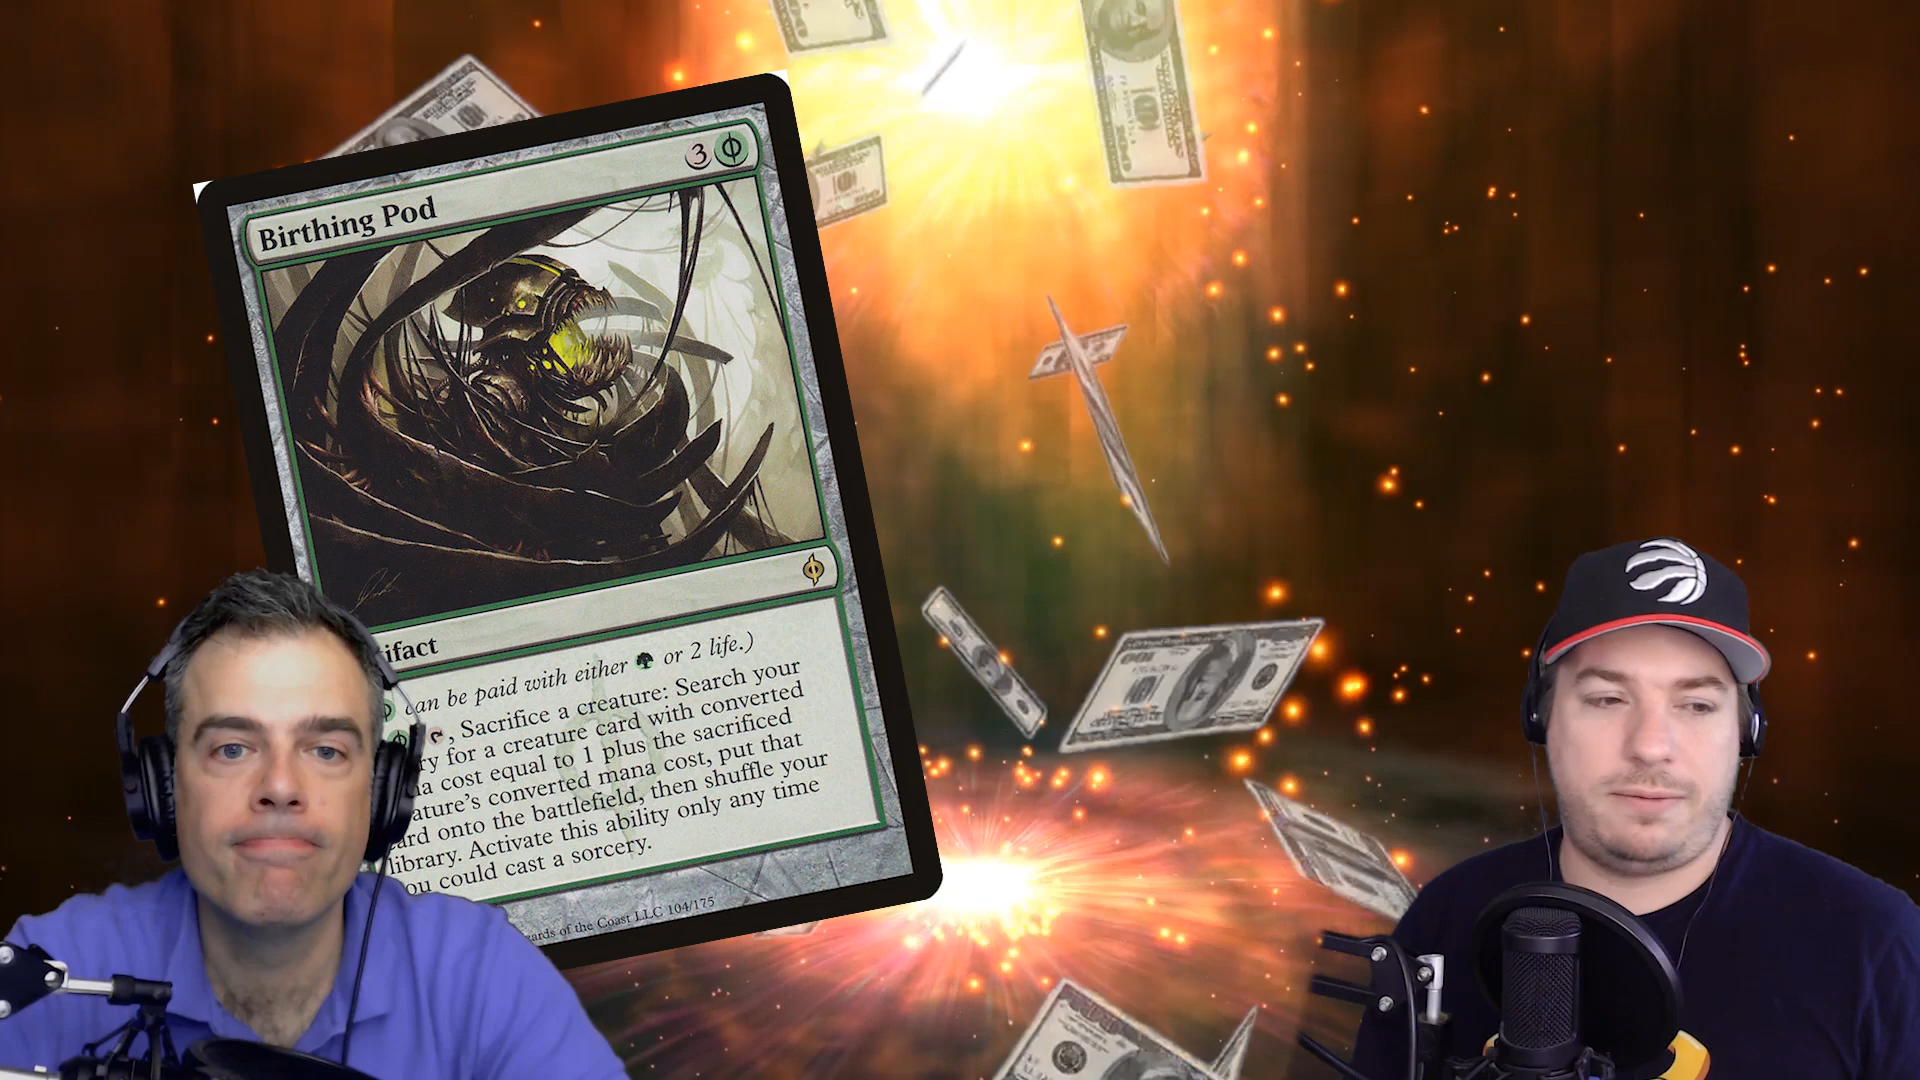 3
Birthing Pod
ifact
can be paid with either or 2 life.)
, Sacrifice a creature: Search your
ry for a creature card with converted
a cost equal to 1 plus the sacrificed
ature's converted mana cost, put that
ard onto the battlefield, then shuffle your
library. Activate this ability only any time
ou could cast a sorcery.
ards of the Coast LLC 104/175
100